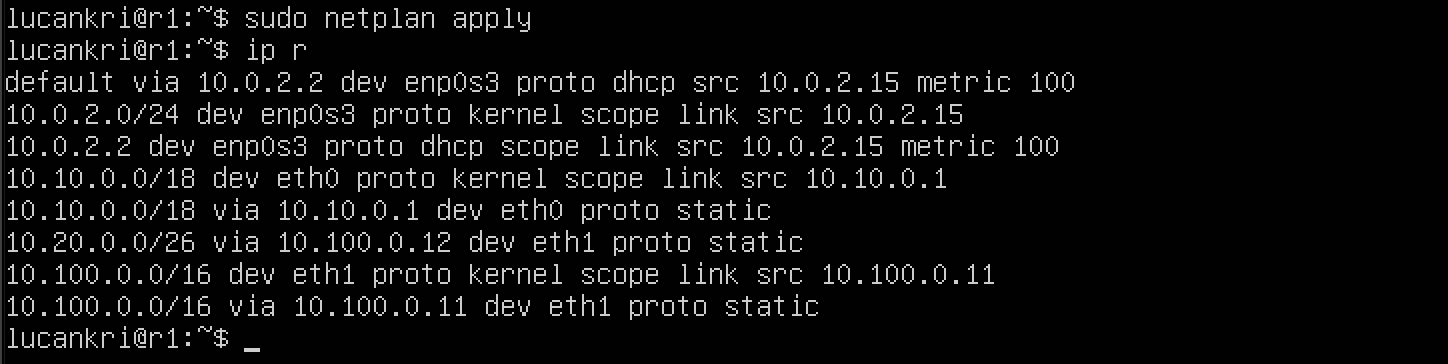 lucankri@r1:~$ sudo netplan apply
lucankri@r1:~$ ip r
default via 10.0.2.2 dev enp0s3 proto dhcp src 10.0.2.15 metric 100
10.0.2.0/24 dev enp0s3 proto kernel scope link src 10.0.2.15
10.0.2.2 dev enp0s3 proto dhcp scope link src 10.0.2.15 metric 100
10.10.0.0/18 dev eth0 proto kernel scope link src 10.10.0.1
10.10.0.0/18 via 10.10.0.1 dev eth0 proto static
10.20.0.0/26 via 10.100.0.12 dev eth1 proto static
10.100.0.0/16 dev eth1 proto kernel scope link src 10.100.0.11
10.100.0.0/16 via 10.100.0.11 dev eth1 proto static
lucankri@r1:~$ _